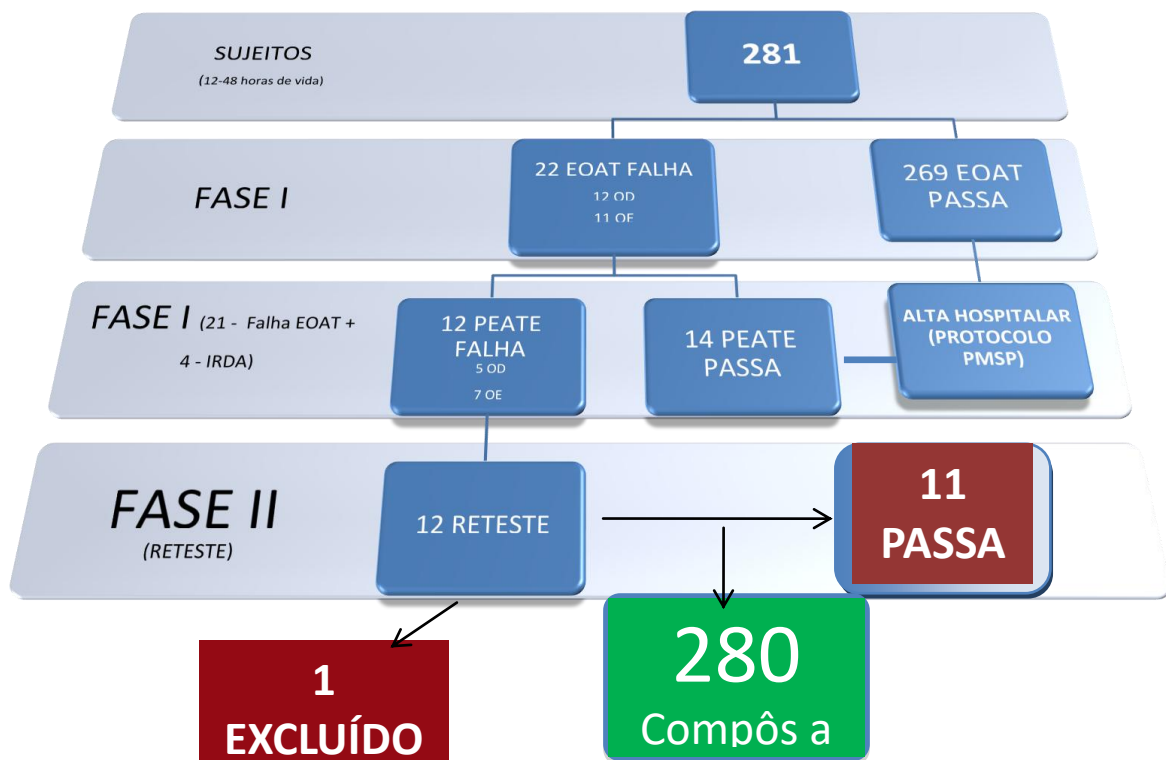 SUJEITOS
(12-48 horas de vida)
281
FASE I
22 EOAT FALHA
12 OD
11 OE
269 EOAT
PASSA
FASE I (21 - Falha EOAT +
4 - IRDA)
12 PEATE
FALHA
5 OD
7 OE
14 PEATE
PASSA
ALTA HOSPITALAR
(PROTOCOLO
PMSP)
FASE II
(RETESTE)
12 RETESTE
11
PASSA
1
EXCLUÍDO
280
Compôs a